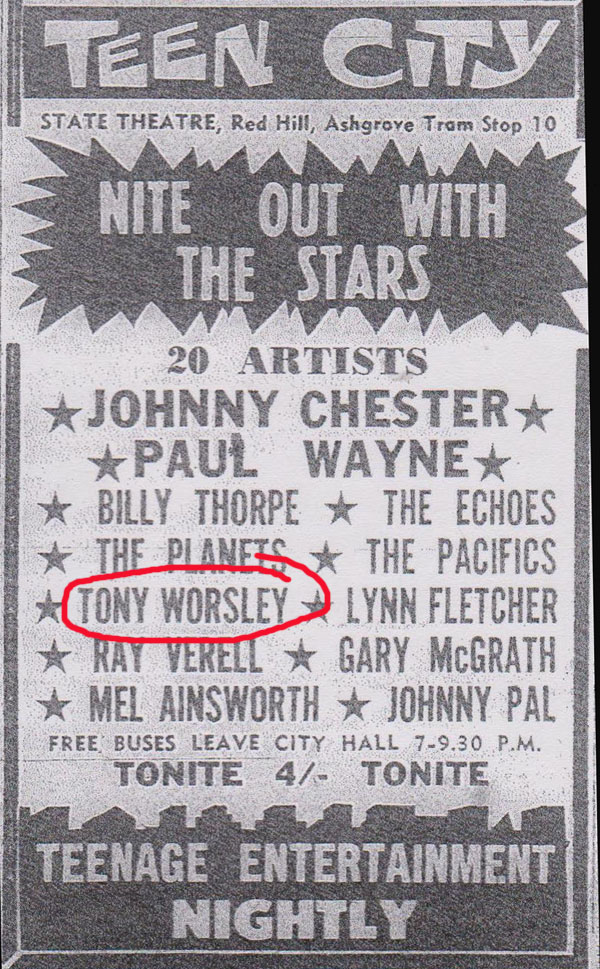 TEEN CITY
STATE THEATRE, Red Hill, Ashgrove Tram Stop 10
NITE OUT WITH
THE STARS
20 ARTISTS
★JOHNNY CHESTER★
★PAUL WAYNE★
★ BILLY THORPE ★ THE ECHOES
★ THE PLANETS ★ THE PACIFICS
★ TONY WORSLEY ★ LYNN FLETCHER
★ RAY VERELL ★ GARY McGRATH
★ MEL AINSWORTH ★ JOHNNY PAL
FREE BUSES LEAVE CITY HALL 7-9.30 P.M.
TONITE 4/- TONITE
TEENAGE ENTERTAINMENT
NIGHTLY